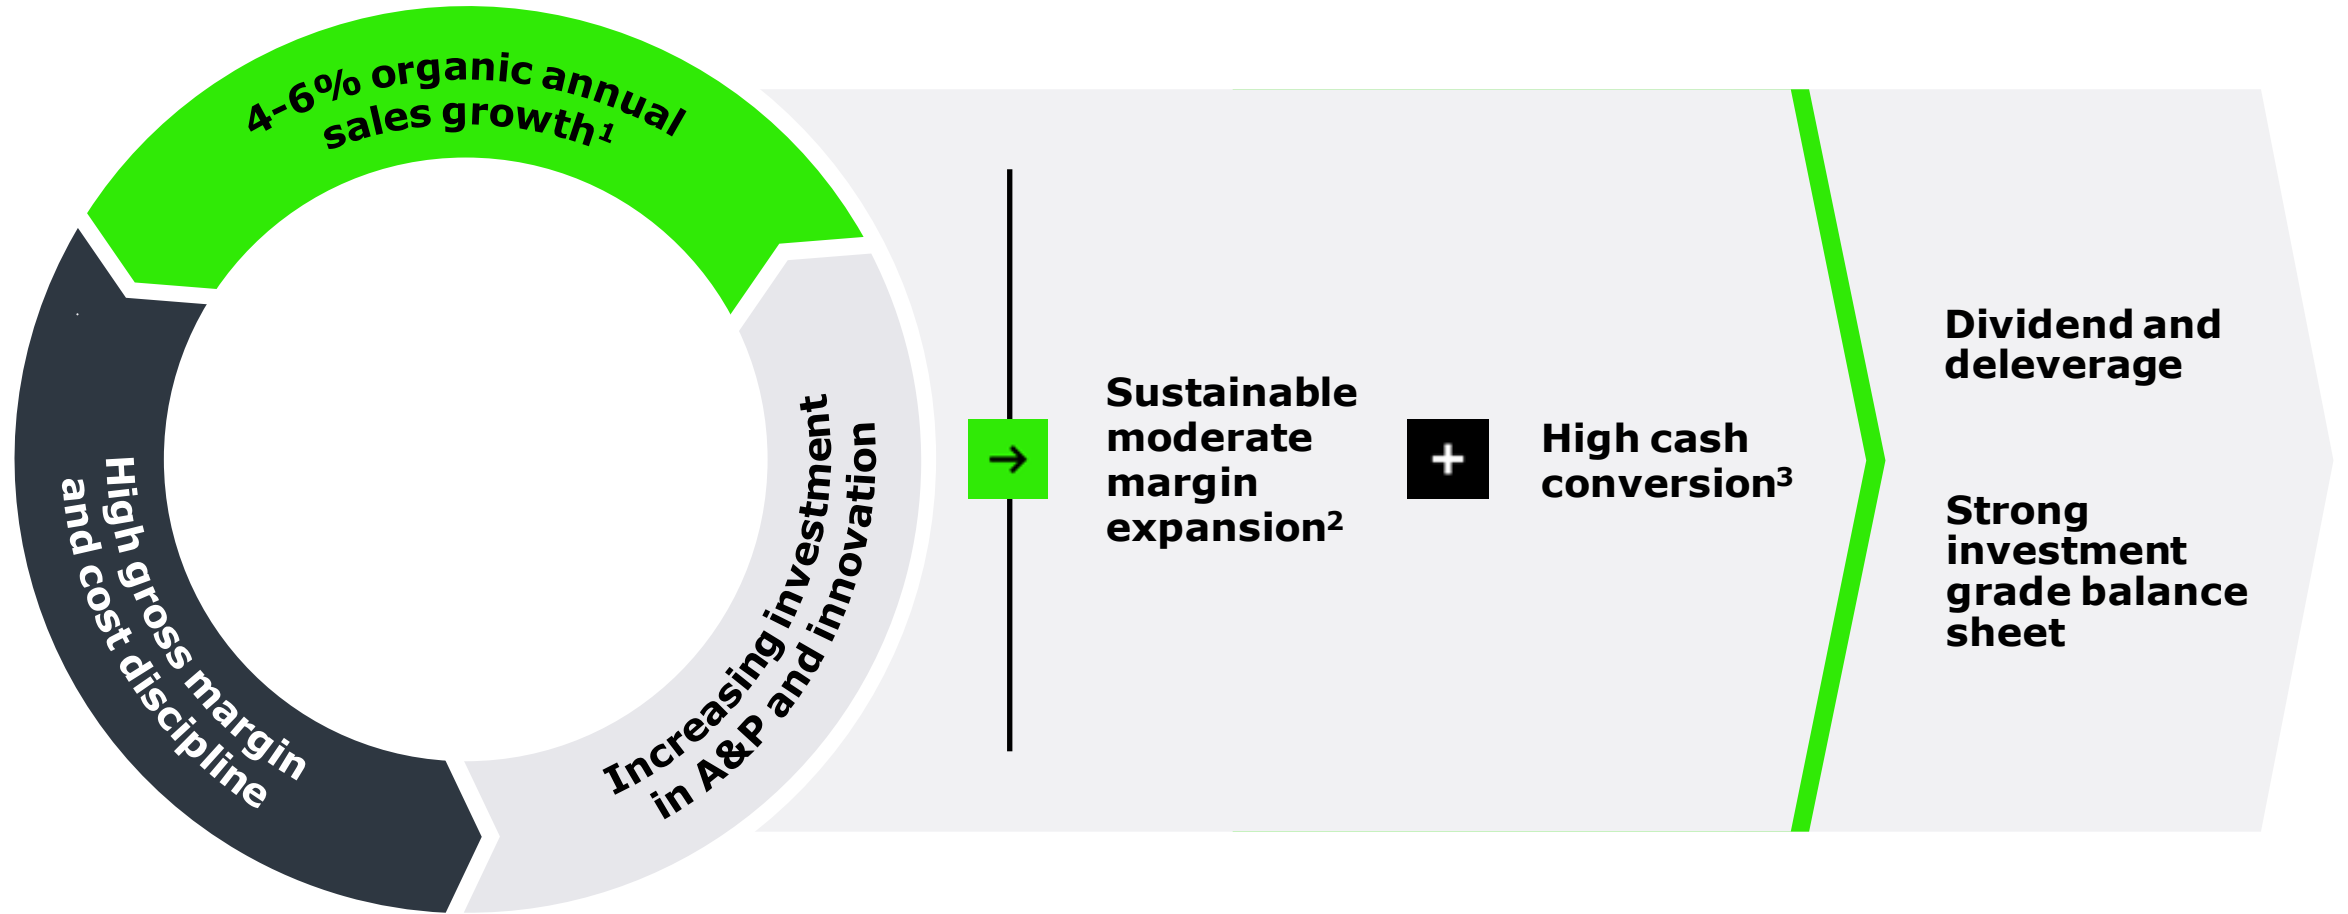 4–6% organic annual
sales growth¹
High gross margin
and cost discipline
Increasing investment
in A&P and innovation
→
Sustainable
moderate
margin
expansion²
+
High cash
conversion³
Dividend and
deleverage
Strong
investment
grade balance
sheet